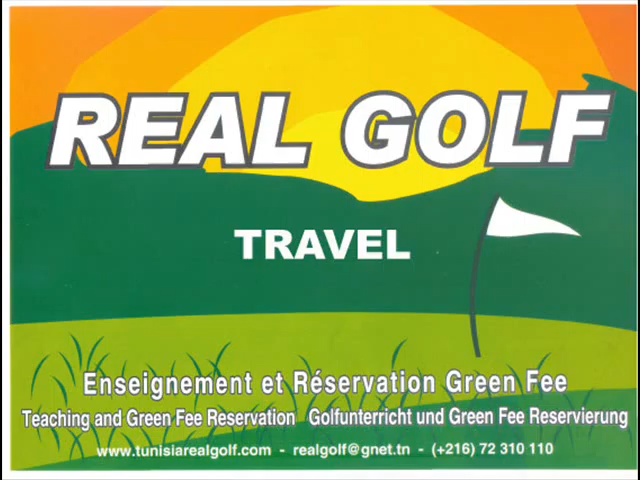 REAL GOLF
TRAVEL
Enseignement et Réservation Green Fee
Teaching and Green Fee Reservation Golfunterricht und Green Fee Reservierung
www.tunisiarealgolf.com - realgolf@gnet.tn - (+216) 72 310 110